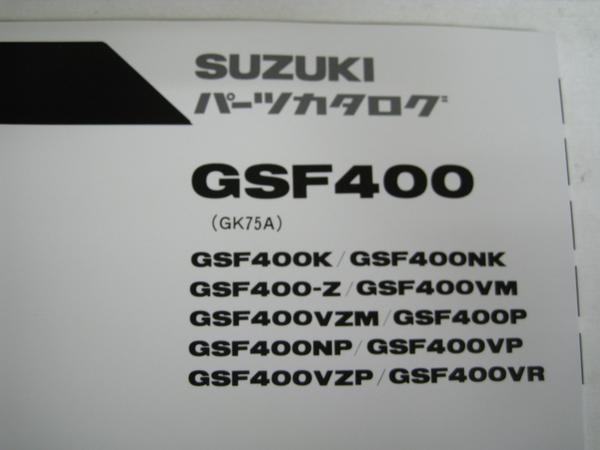 SUZUKI
パーツカタログ
GSF400
(GK75A)
GSF400K/GSF400NK
GSF400-Z/GSF400VM
GSF400VZM/GSF400P
GSF400NP/GSF400VP
GSF400VZP/GSF400VR